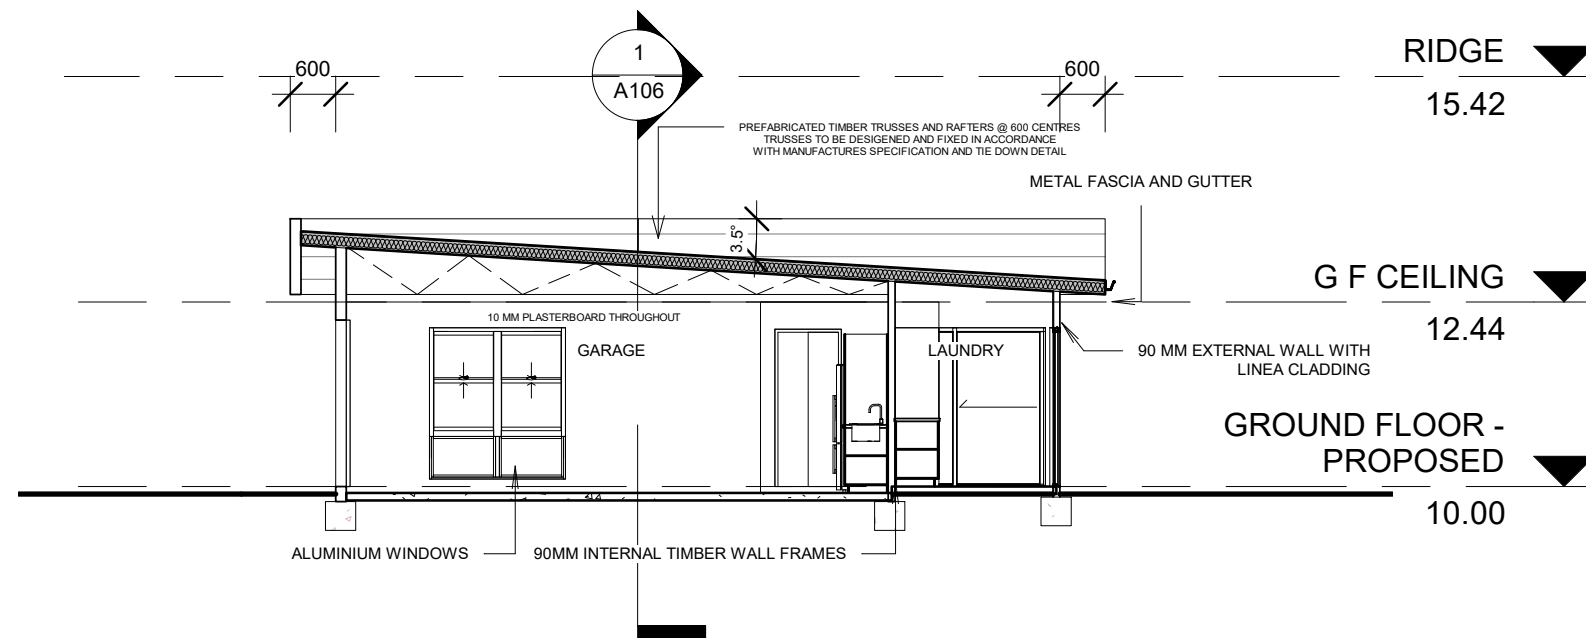 RIDGE
15.42
600
1
A106
600
PREFABRICATED TIMBER TRUSSES AND RAFTERS @ 600 CENTRES
TRUSSES TO BE DESIGENED AND FIXED IN ACCORDANCE
WITH MANUFACTURES SPECIFICATION AND TIE DOWN DETAIL
METAL FASCIA AND GUTTER
3.5°
G F CEILING
12.44
10 MM PLASTERBOARD THROUGHOUT
GARAGE
LAUNDRY
90 MM EXTERNAL WALL WITH
LINEA CLADDING
GROUND FLOOR -
PROPOSED
10.00
ALUMINIUM WINDOWS
90MM INTERNAL TIMBER WALL FRAMES